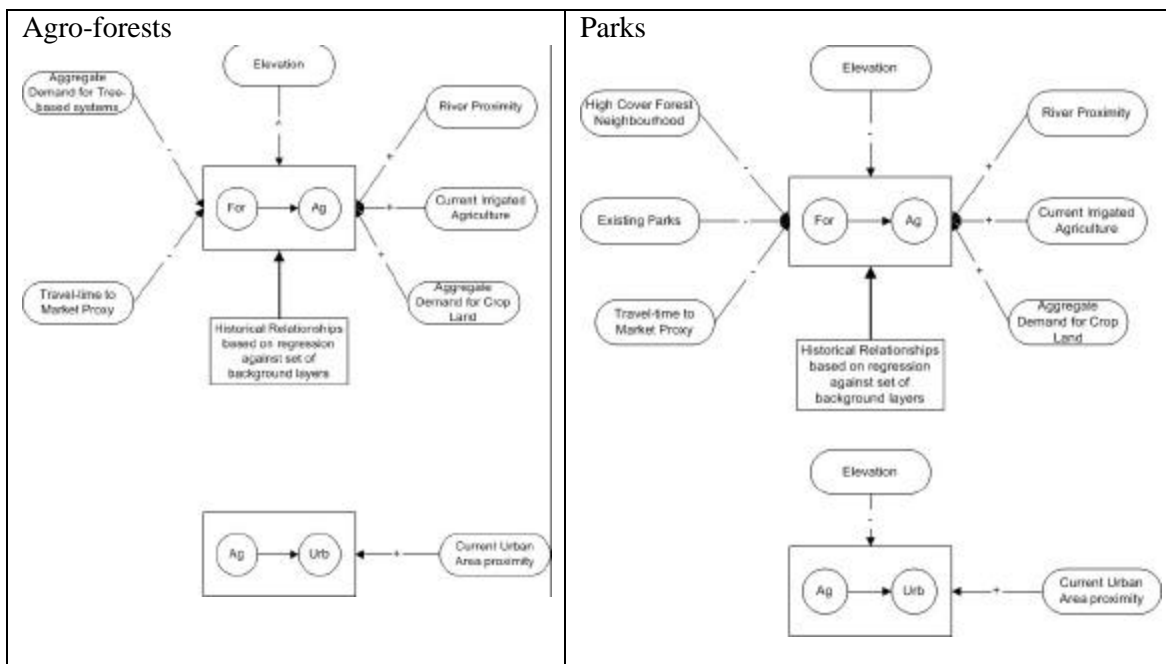 Agro-forests
Elevation
Aggregate
Demand for Tree-
based systems
River Proximity
-
^
+
For
Ag
+
Current Irrigated
Agriculture
-
+
Travel-time to
Market Proxy
Aggregate
Demand for Crop
Land
Historical Relationships
based on regression
against set of
background layers
Ag
Urb
+
Current Urban
Area proximity
Parks
Elevation
High Cover Forest
Neighbourhood
River Proximity
-
-
+
Existing Parks
-
For
Ag
+
Current Irrigated
Agriculture
-
+
Travel-time to
Market Proxy
Aggregate
Demand for Crop
Land
Historical Relationships
based on regression
against set of
background layers
Elevation
-
Ag
Urb
+
Current Urban
Area proximity